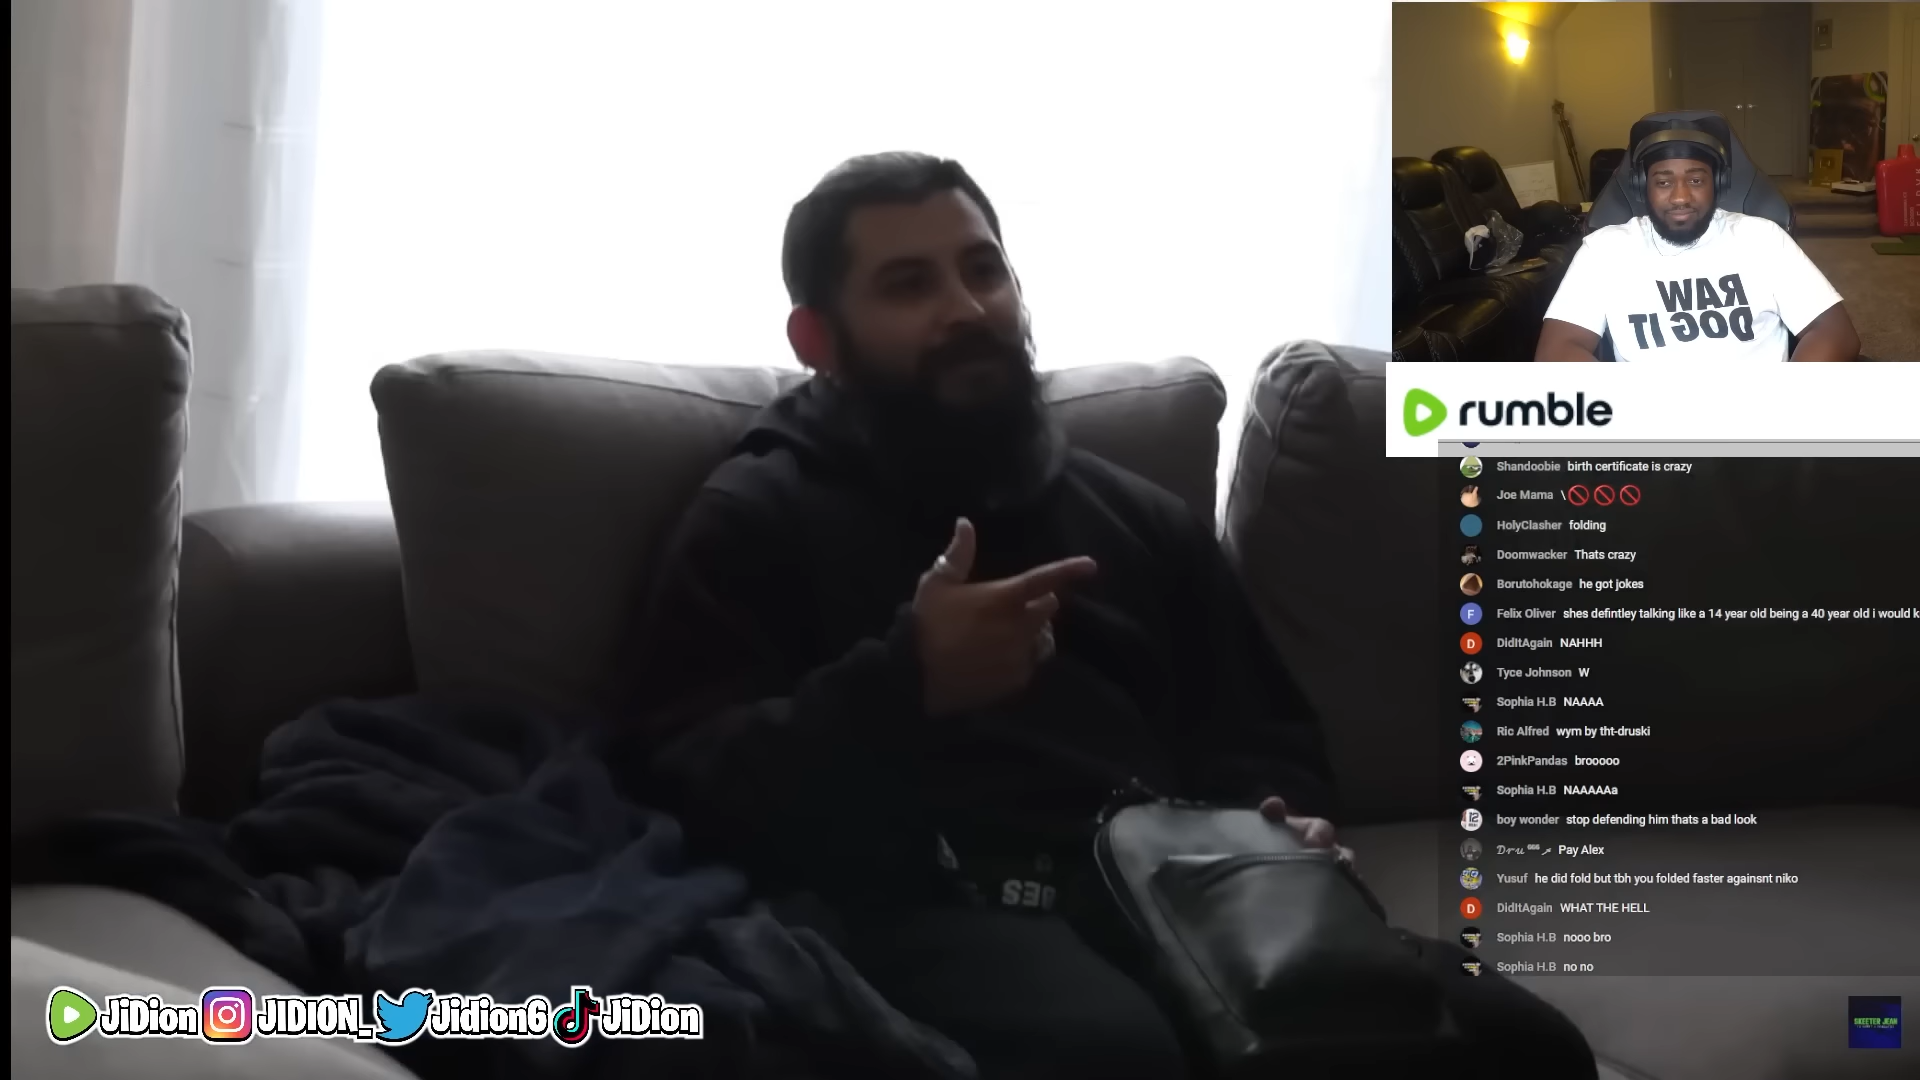 RAW
DOG IT
rumble
Shandoobie birth certificate is crazy
Joe Mama \🚫🚫🚫
HolyClasher folding
Doomwacker Thats crazy
Borutohokage he got jokes
F Felix Oliver shes defintley talking like a 14 year old being a 40 year old i would k
D DidItAgain NAHHH
Tyce Johnson W
Sophia H.B NAAAA
Ric Alfred wym by tht-druski
2PinkPandas brooooo
Sophia H.B NAAAAAa
boy wonder stop defending him thats a bad look
𝓓𝓻𝓾 Pay Alex
Yusuf he did fold but tbh you folded faster againsnt niko
D DidItAgain WHAT THE HELL
Sophia H.B nooo bro
Sophia H.B no no
JiDion JIDION_ Jidion6 JiDion
SKEETER JEAN